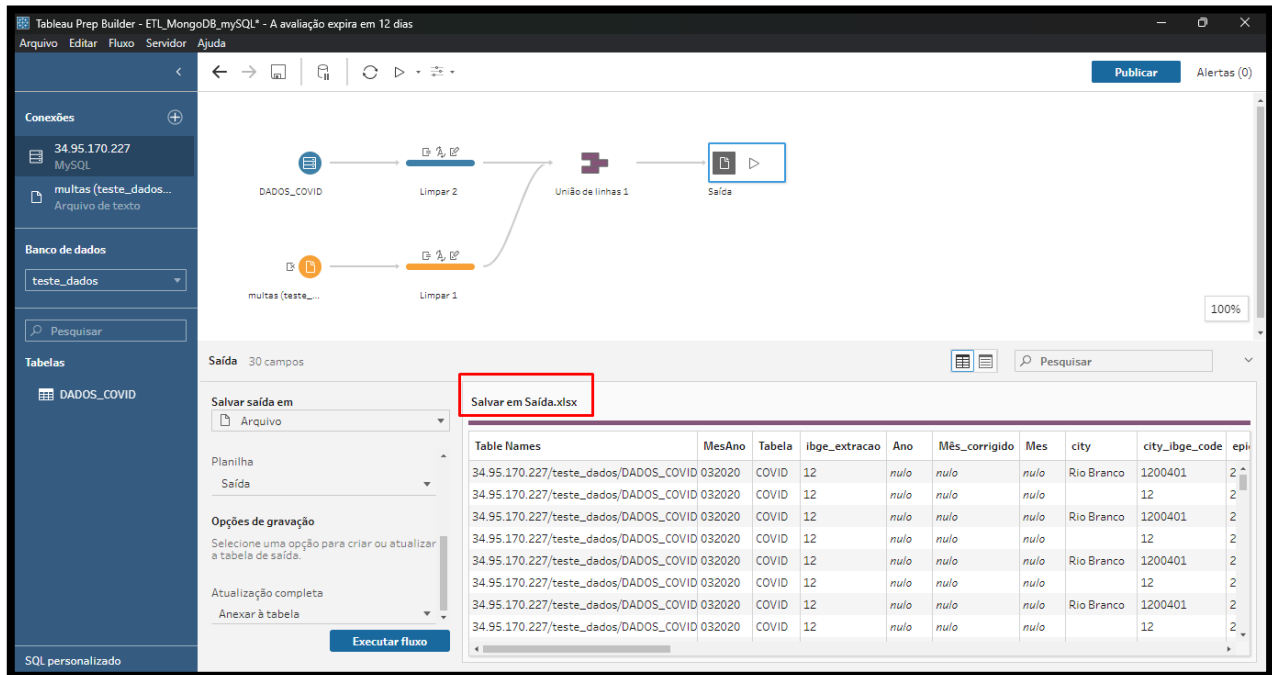 Tableau Prep Builder - ETL_MongoDB_mySQL* - A avaliação expira em 12 dias
Arquivo Editar Fluxo Servidor Ajuda
Publicar Alertas (0)
Conexões
34.95.170.227
MySQL
multas (teste_dados...
Arquivo de texto
Banco de dados
teste_dados
Pesquisar
Tabelas
DADOS_COVID
SQL personalizado
DADOS_COVID Limpar 2 União de linhas 1 Saída
multas (teste_... Limpar 1
100%
Saída 30 campos
Pesquisar
Salvar saída em
Arquivo
Planilha
Saída
Opções de gravação
Selecione uma opção para criar ou atualizar
a tabela de saída.
Atualização completa
Anexar à tabela
Executar fluxo
Salvar em Saída.xlsx
Table Names MesAno Tabela ibge_extracao Ano Mês_corrigido Mes city city_ibge_code epi
34.95.170.227/teste_dados/DADOS_COVID 032020 COVID 12 nulo nulo nulo Rio Branco 1200401 2
34.95.170.227/teste_dados/DADOS_COVID 032020 COVID 12 nulo nulo nulo 12 2
34.95.170.227/teste_dados/DADOS_COVID 032020 COVID 12 nulo nulo nulo Rio Branco 1200401 2
34.95.170.227/teste_dados/DADOS_COVID 032020 COVID 12 nulo nulo nulo 12 2
34.95.170.227/teste_dados/DADOS_COVID 032020 COVID 12 nulo nulo nulo Rio Branco 1200401 2
34.95.170.227/teste_dados/DADOS_COVID 032020 COVID 12 nulo nulo nulo 12 2
34.95.170.227/teste_dados/DADOS_COVID 032020 COVID 12 nulo nulo nulo Rio Branco 1200401 2
34.95.170.227/teste_dados/DADOS_COVID 032020 COVID 12 nulo nulo nulo 12 2